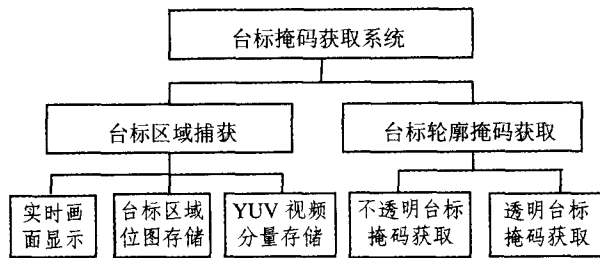 台标掩码获取系统
台标区域捕获
台标轮廓掩码获取
实时画
面显示
台标区域
位图存储
YUV 视频
分量存储
不透明台标
掩码获取
透明台标
掩码获取